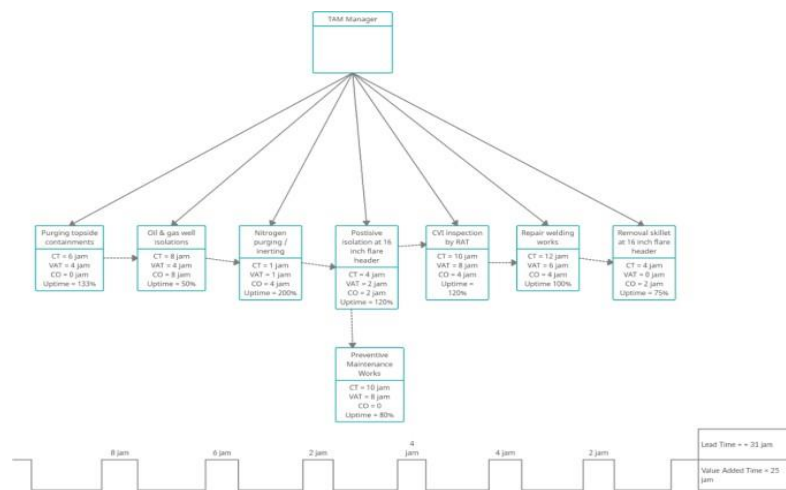 TAM Manager
Purging topside
containments
CT = 6 jam
VAT = 4 jam
CO = 0 jam
Uptime = 133%
Oil & gas well
isolations
CT = 8 jam
VAT = 4 jam
CO = 8 jam
Uptime = 50%
Nitrogen
purging /
inerting
CT = 1 jam
VAT = 1 jam
CO = 4 jam
Uptime = 200%
Postisive
isolation at 16
inch flare
header
CT = 4 jam
VAT = 2 jam
CO = 2 jam
Uptime = 120%
CVI inspection
by RAT
CT = 10 jam
VAT = 8 jam
CO = 4 jam
Uptime =
120%
Repair welding
works
CT = 12 jam
VAT = 6 jam
CO = 4 jam
Uptime 100%
Removal skillet
at 16 inch flare
header
CT = 4 jam
VAT = 0 jam
CO = 2 jam
Uptime = 75%
Preventive
Maintenance
Works
CT = 10 jam
VAT = 8 jam
CO = 0
Uptime = 80%
8 jam
6 jam
2 jam
4
jam
4 jam
2 jam
Lead Time = = 31 jam
Value Added Time = 25
jam